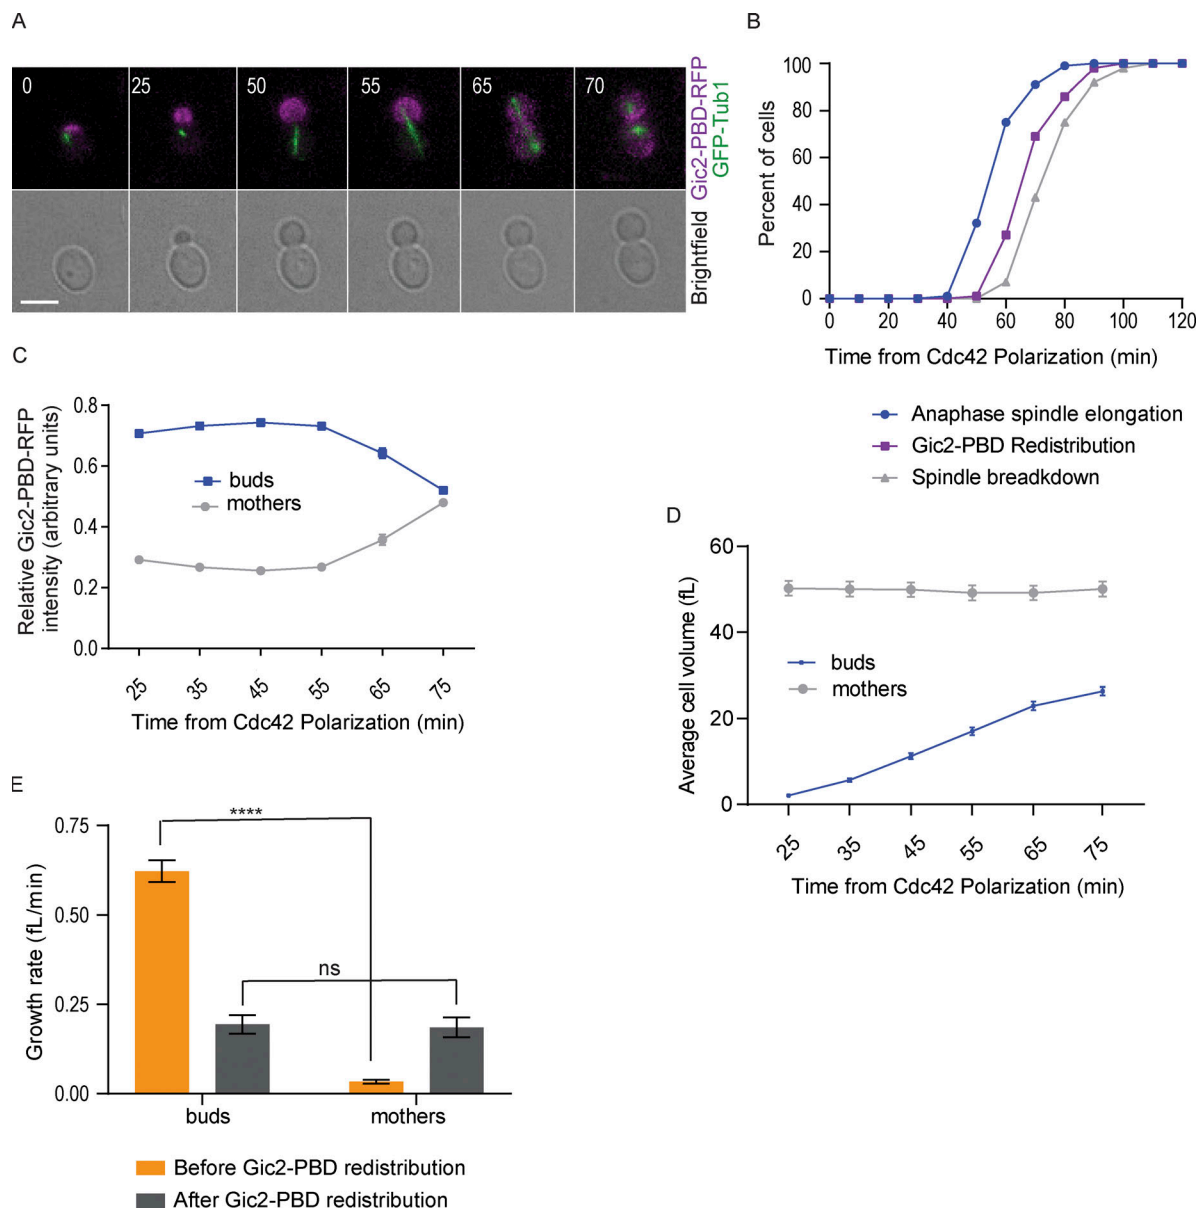 A
0
25
50
55
65
70
Gic2-PBD-RFP
GFP-Tub1
Brightfield
B
100
80
60
40
20
0
Percent of cells
0 20 40 60 80 100 120
Time from Cdc42 Polarization (min)
Anaphase spindle elongation
Gic2-PBD Redistribution
Spindle breakdown
C
0.8
0.6
0.4
0.2
0.0
Relative Gic2-PBD-RFP
intensity (arbitrary units)
buds
mothers
25 35 45 55 65 75
Time from Cdc42 Polarization (min)
D
60
40
20
0
Average cell volume (fL)
buds
mothers
25 35 45 55 65 75
Time from Cdc42 Polarization (min)
E
0.75
0.50
0.25
0.00
Growth rate (fL/min)
****
ns
buds
mothers
Before Gic2-PBD redistribution
After Gic2-PBD redistribution